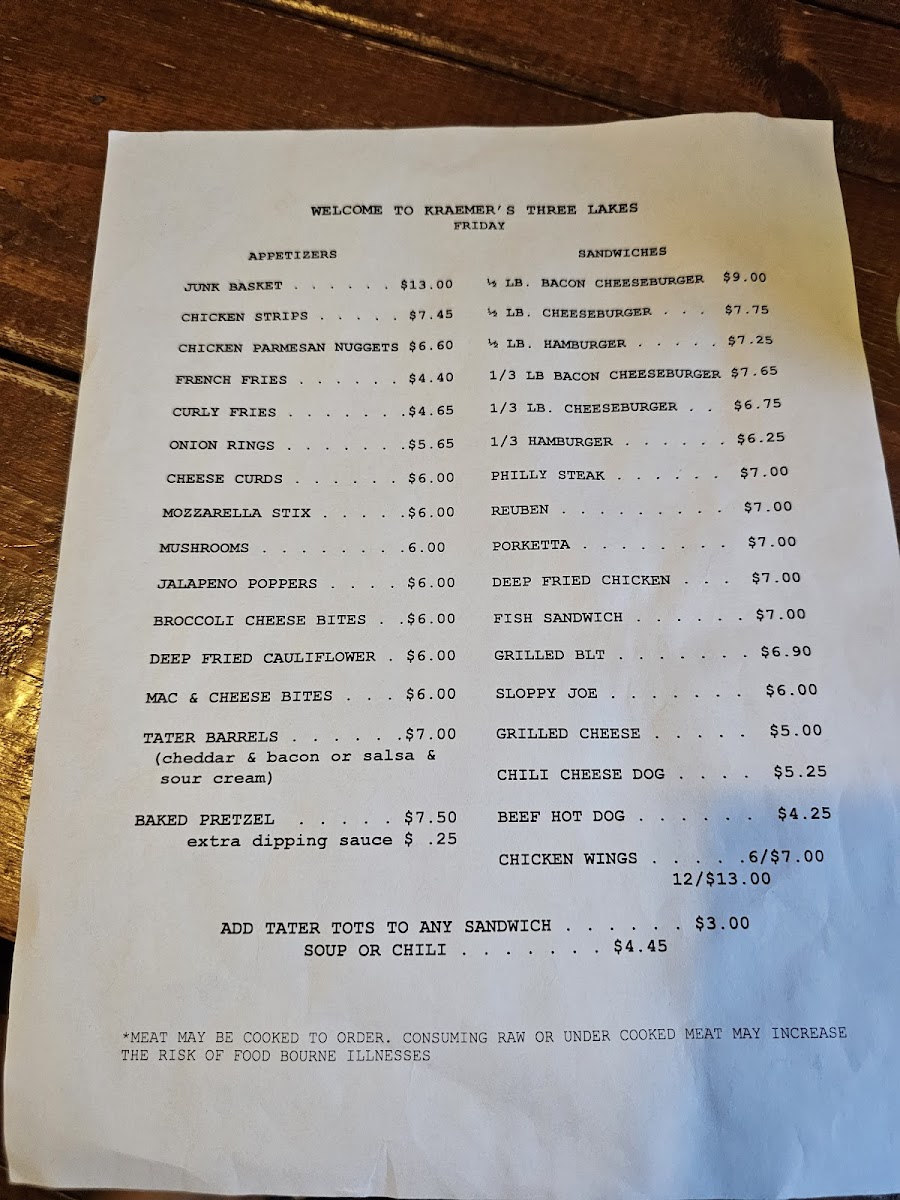 WELCOME TO KRAEMER'S THREE LAKES
FRIDAY
APPETIZERS
JUNK BASKET . . . . . . $13.00
CHICKEN STRIPS . . . . . $7.45
CHICKEN PARMESAN NUGGETS $6.60
FRENCH FRIES . . . . . . $4.40
CURLY FRIES . . . . . . .$4.65
ONION RINGS . . . . . . .$5.65
CHEESE CURDS . . . . . . $6.00
MOZZARELLA STIX . . . . .$6.00
MUSHROOMS . . . . . . . .6.00
JALAPENO POPPERS . . . . $6.00
BROCCOLI CHEESE BITES . .$6.00
DEEP FRIED CAULIFLOWER . $6.00
MAC & CHEESE BITES . . . $6.00
TATER BARRELS . . . . . .$7.00
(cheddar & bacon or salsa &
sour cream)
BAKED PRETZEL . . . . . $7.50
extra dipping sauce $ .25
SANDWICHES
½ LB. BACON CHEESEBURGER $9.00
½ LB. CHEESEBURGER . . . $7.75
½ LB. HAMBURGER . . . . . $7.25
1/3 LB BACON CHEESEBURGER $7.65
1/3 LB. CHEESEBURGER . . $6.75
1/3 HAMBURGER . . . . . . $6.25
PHILLY STEAK . . . . . . $7.00
REUBEN . . . . . . . . . $7.00
PORKETTA . . . . . . . . $7.00
DEEP FRIED CHICKEN . . . $7.00
FISH SANDWICH . . . . . . $7.00
GRILLED BLT . . . . . . . $6.90
SLOPPY JOE . . . . . . . $6.00
GRILLED CHEESE . . . . . $5.00
CHILI CHEESE DOG . . . . $5.25
BEEF HOT DOG . . . . . . $4.25
CHICKEN WINGS . . . . .6/$7.00
12/$13.00
ADD TATER TOTS TO ANY SANDWICH . . . . . . $3.00
SOUP OR CHILI . . . . . . . $4.45
*MEAT MAY BE COOKED TO ORDER. CONSUMING RAW OR UNDER COOKED MEAT MAY INCREASE
THE RISK OF FOOD BOURNE ILLNESSES